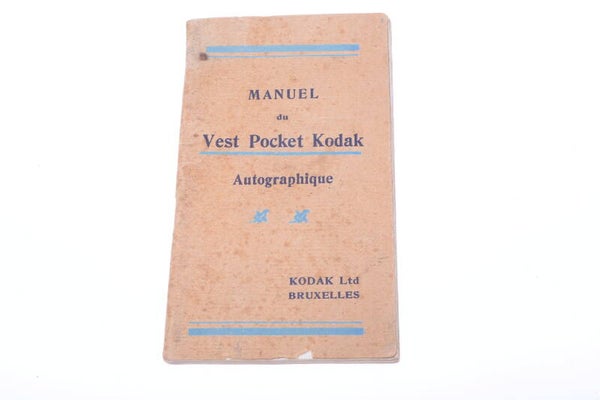 MANUEL
du
Vest Pocket Kodak
Autographique
KODAK Ltd
BRUXELLES